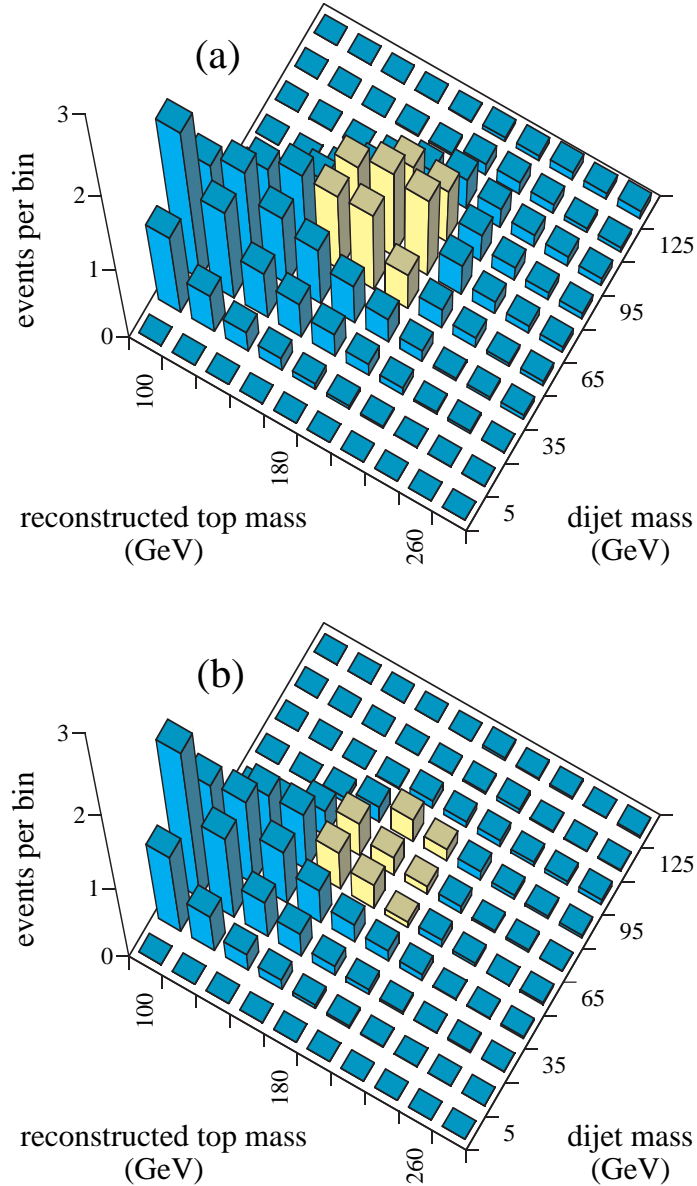 (a)
3
2
1
0
events per bin
100
180
260
reconstructed top mass
(GeV)
5
35
65
95
125
dijet mass
(GeV)
(b)
3
2
1
0
events per bin
100
180
260
reconstructed top mass
(GeV)
5
35
65
95
125
dijet mass
(GeV)